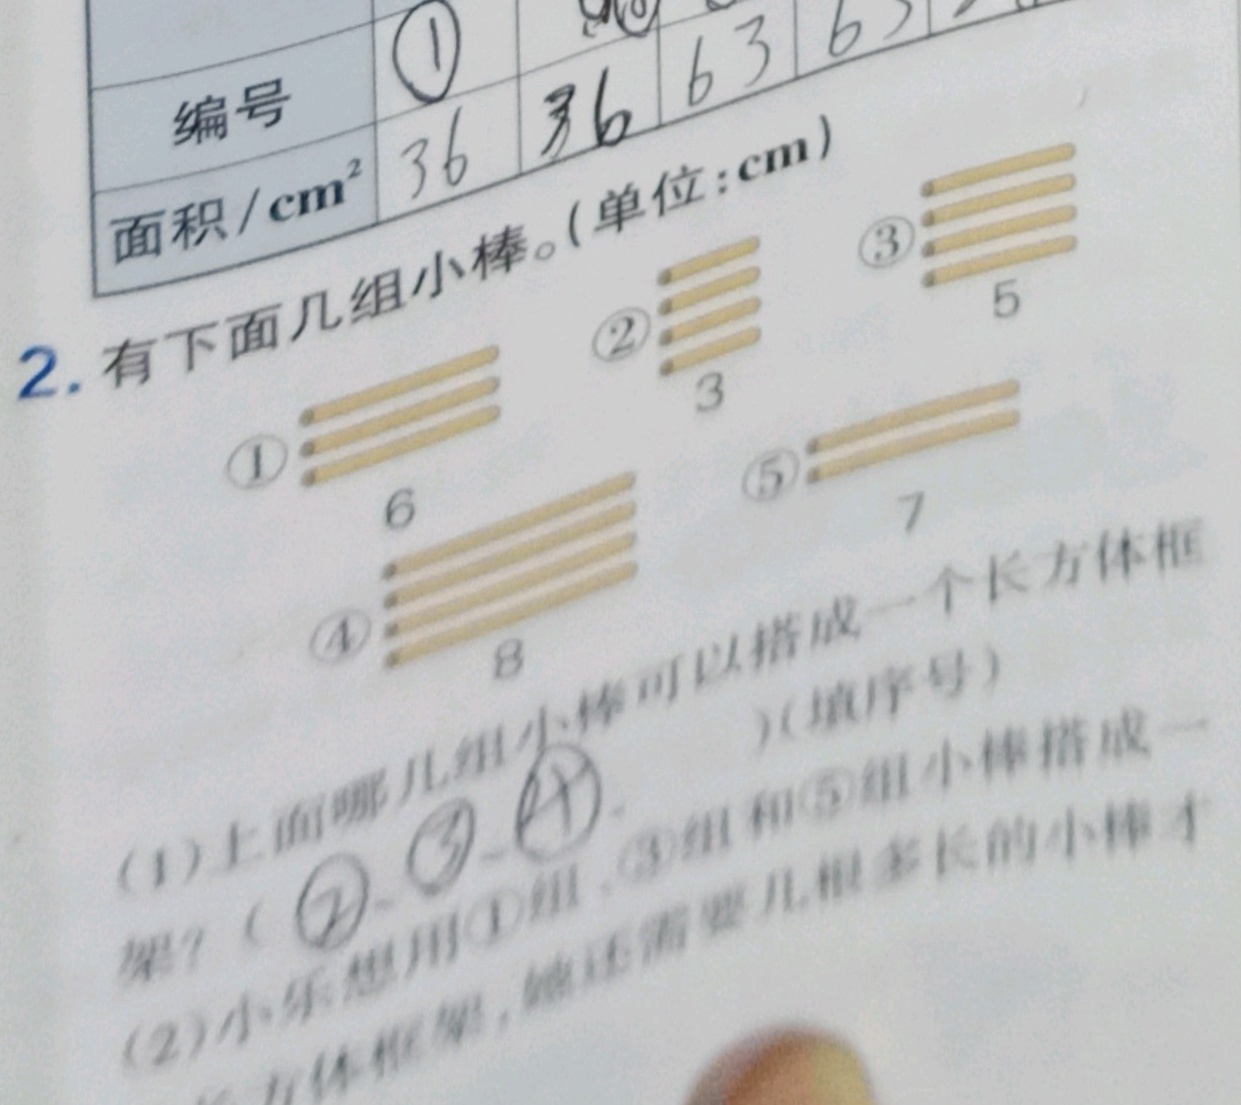 编号 ①
面积/cm² 36 36 63 63
2. 有下面几组小棒。(单位:cm)
① 6
② 3
③ 5
④ 8
⑤ 7
(1)上面哪几组小棒可以搭成一个长方体框
架?( ②、③、④. )(填序号)
(2)小乐想用①组、③组和⑤组小棒搭成一
长方体框架,她还需要几根多长的小棒才